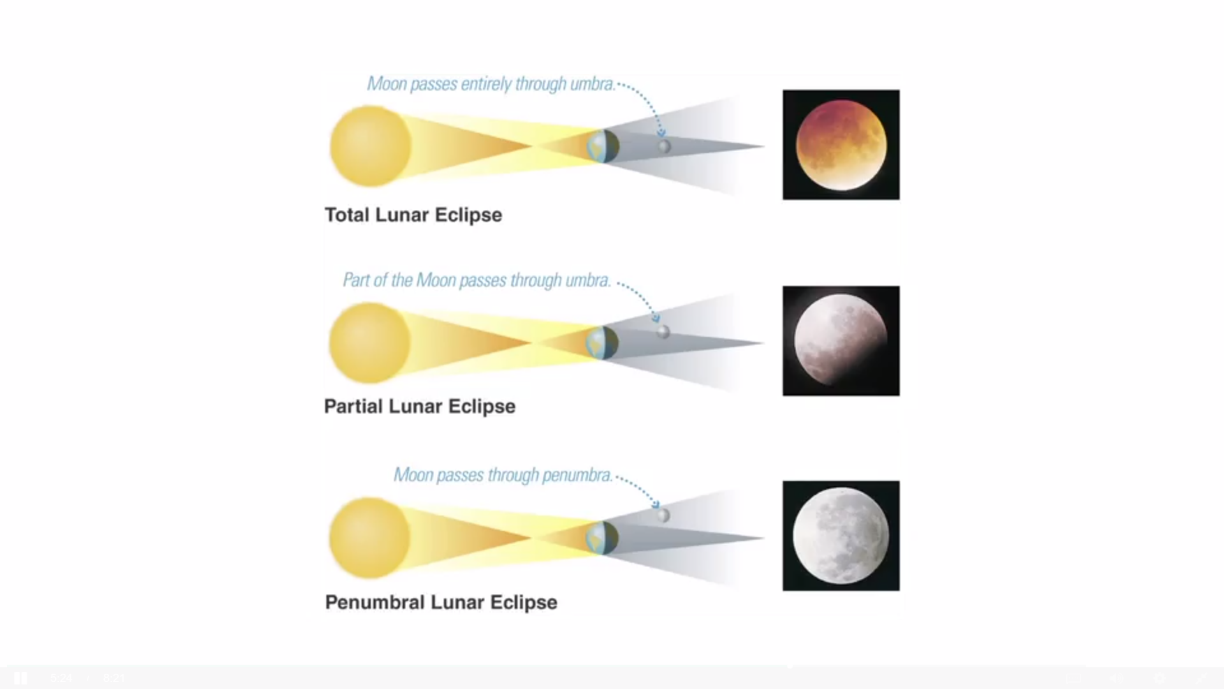 Moon passes entirely through umbra.
Total Lunar Eclipse
Part of the Moon passes through umbra.
Partial Lunar Eclipse
Moon passes through penumbra.
Penumbral Lunar Eclipse